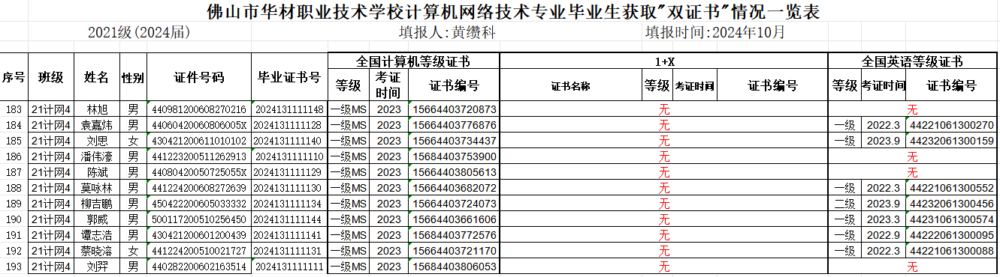 佛山市华材职业技术学校计算机网络技术专业毕业生获取"双证书"情况一览表
2021级(2024届) 填报人:黄缵科 填报时间:2024年10月
序号 班级 姓名 性别 证件号码 毕业证书号 全国计算机等级证书 1+X 全国英语等级证书
等级 考证时间 证书编号 证书名称 等级 考证时间 证书编号 等级 考证时间 证书编号
183 21计网4 林旭 男 440981200608270216 2024131111148 一级MS 2023 15664403720873 无 无
184 21计网4 袁嘉炜 男 44060420060806005X 2024131111128 一级MS 2023 15664403776876 无 一级 2022.3 44221061300270
185 21计网4 刘思 女 430421200611010102 2024131111140 一级MS 2023 15664403734437 无 一级 2023.9 44232061300159
186 21计网4 潘伟濠 男 441223200511262913 2024131111110 一级MS 2023 15684403753900 无 无
187 21计网4 陈斌 男 44080420050725055X 2024131111129 一级MS 2023 15664403805613 无 无
188 21计网4 莫咏林 男 441224200608272639 2024131111130 一级MS 2023 15664403682072 无 一级 2022.3 44221061300552
189 21计网4 柳吉鹏 男 450422200605033332 2024131111134 一级MS 2023 15664403724073 无 二级 2023.9 44232061300456
190 21计网4 郭威 男 500117200510256450 2024131111144 一级MS 2023 15664403661606 无 一级 2023.3 44231061300574
191 21计网4 谭志浩 男 430421200601200439 2024131111141 一级MS 2023 15684403772576 无 一级 2022.9 44222061300095
192 21计网4 蔡晓溶 女 441224200510021727 2024131111131 一级MS 2023 15664403721170 无 一级 2022.3 44221061300088
193 21计网4 刘羿 男 440282200602163514 2024131111111 一级MS 2023 15684403806053 无 无